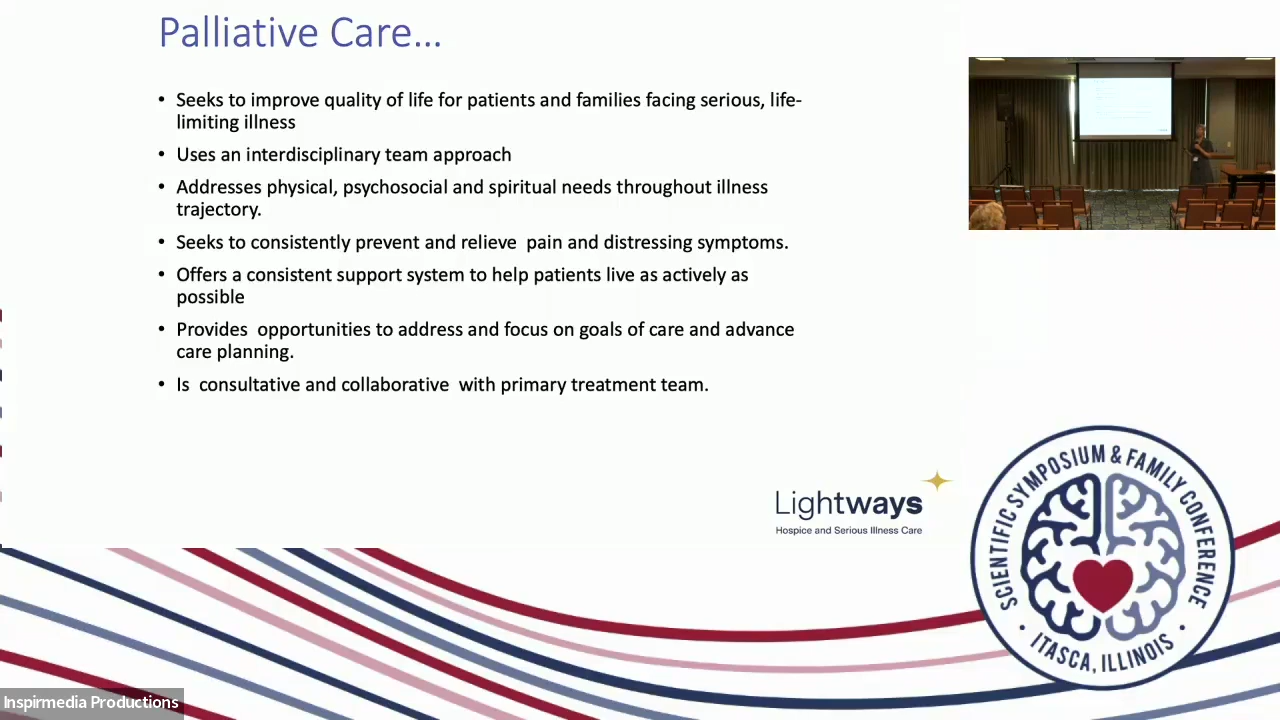 Palliative Care...
• Seeks to improve quality of life for patients and families facing serious, life-
limiting illness
• Uses an interdisciplinary team approach
• Addresses physical, psychosocial and spiritual needs throughout illness
trajectory.
• Seeks to consistently prevent and relieve  pain and distressing symptoms.
• Offers a consistent support system to help patients live as actively as
possible
• Provides  opportunities to address and focus on goals of care and advance
care planning.
• Is  consultative and collaborative  with primary treatment team.
Lightways
Hospice and Serious Illness Care
SCIENTIFIC SYMPOSIUM & FAMILY CONFERENCE
• ITASCA, ILLINOIS •
Inspirmedia Productions